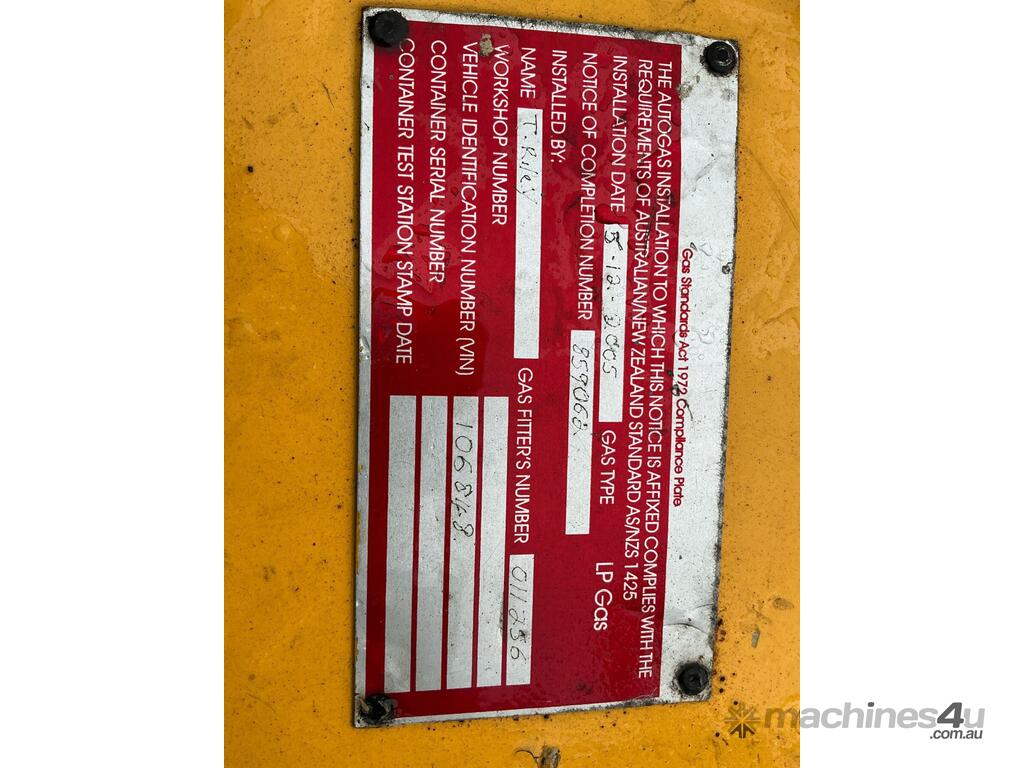 Gas Standards Act 1972 Compliance Plate
THE AUTOGAS INSTALLATION TO WHICH THIS NOTICE IS AFFIXED COMPLIES WITH THE
REQUIREMENTS OF AUSTRALIAN/NEW ZEALAND STANDARD AS/NZS 1425
INSTALLATION DATE 5-12-2005 GAS TYPE LP Gas
NOTICE OF COMPLETION NUMBER 859060.
INSTALLED BY:
NAME T. Riley GAS FITTER'S NUMBER 011256
WORKSHOP NUMBER
VEHICLE IDENTIFICATION NUMBER (VIN) 106848.
CONTAINER SERIAL NUMBER
CONTAINER TEST STATION STAMP DATE
machines4u
.com.au